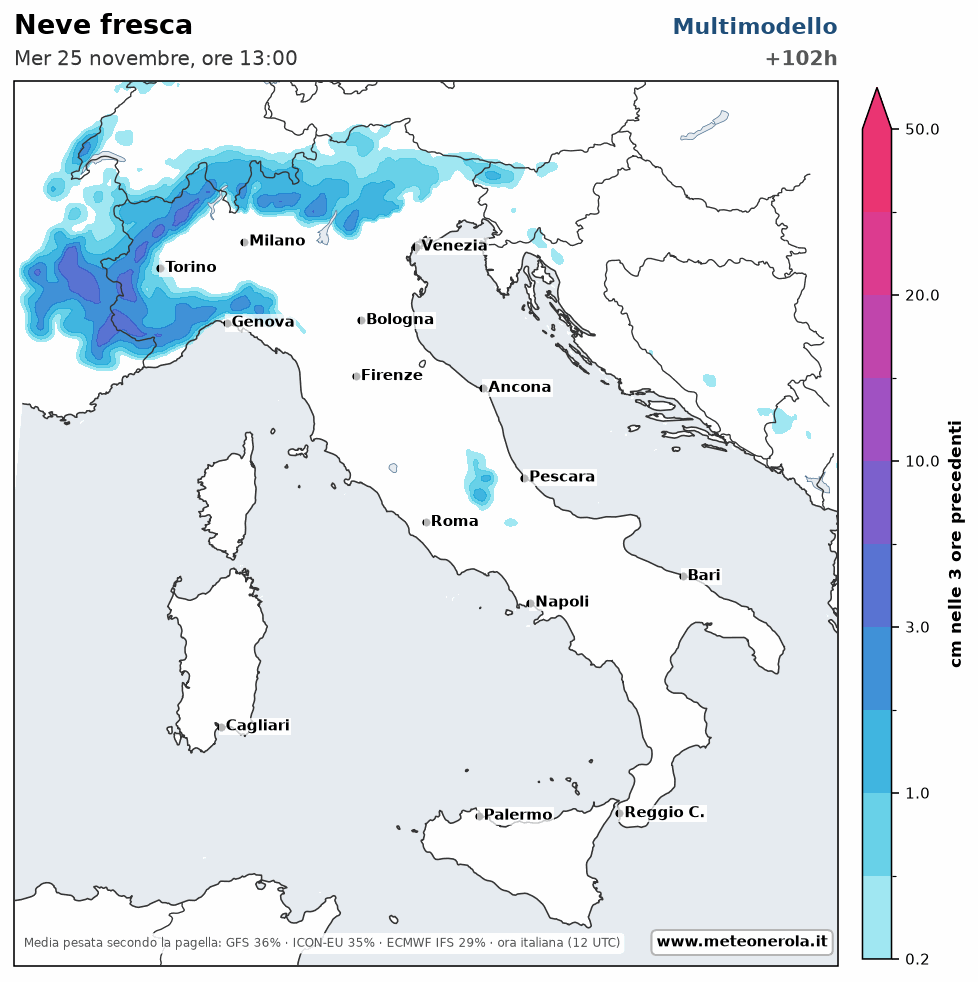 Neve fresca
Multimodello
Mer 25 novembre, ore 13:00
+102h
50.0
20.0
10.0
3.0
1.0
0.2
cm nelle 3 ore precedenti
Milano
Venezia
Torino
Genova
Bologna
Firenze
Ancona
Pescara
Roma
Bari
Napoli
Cagliari
Palermo
Reggio C.
Media pesata secondo la pagella: GFS 36% · ICON-EU 35% · ECMWF IFS 29% · ora italiana (12 UTC)
www.meteonerola.it